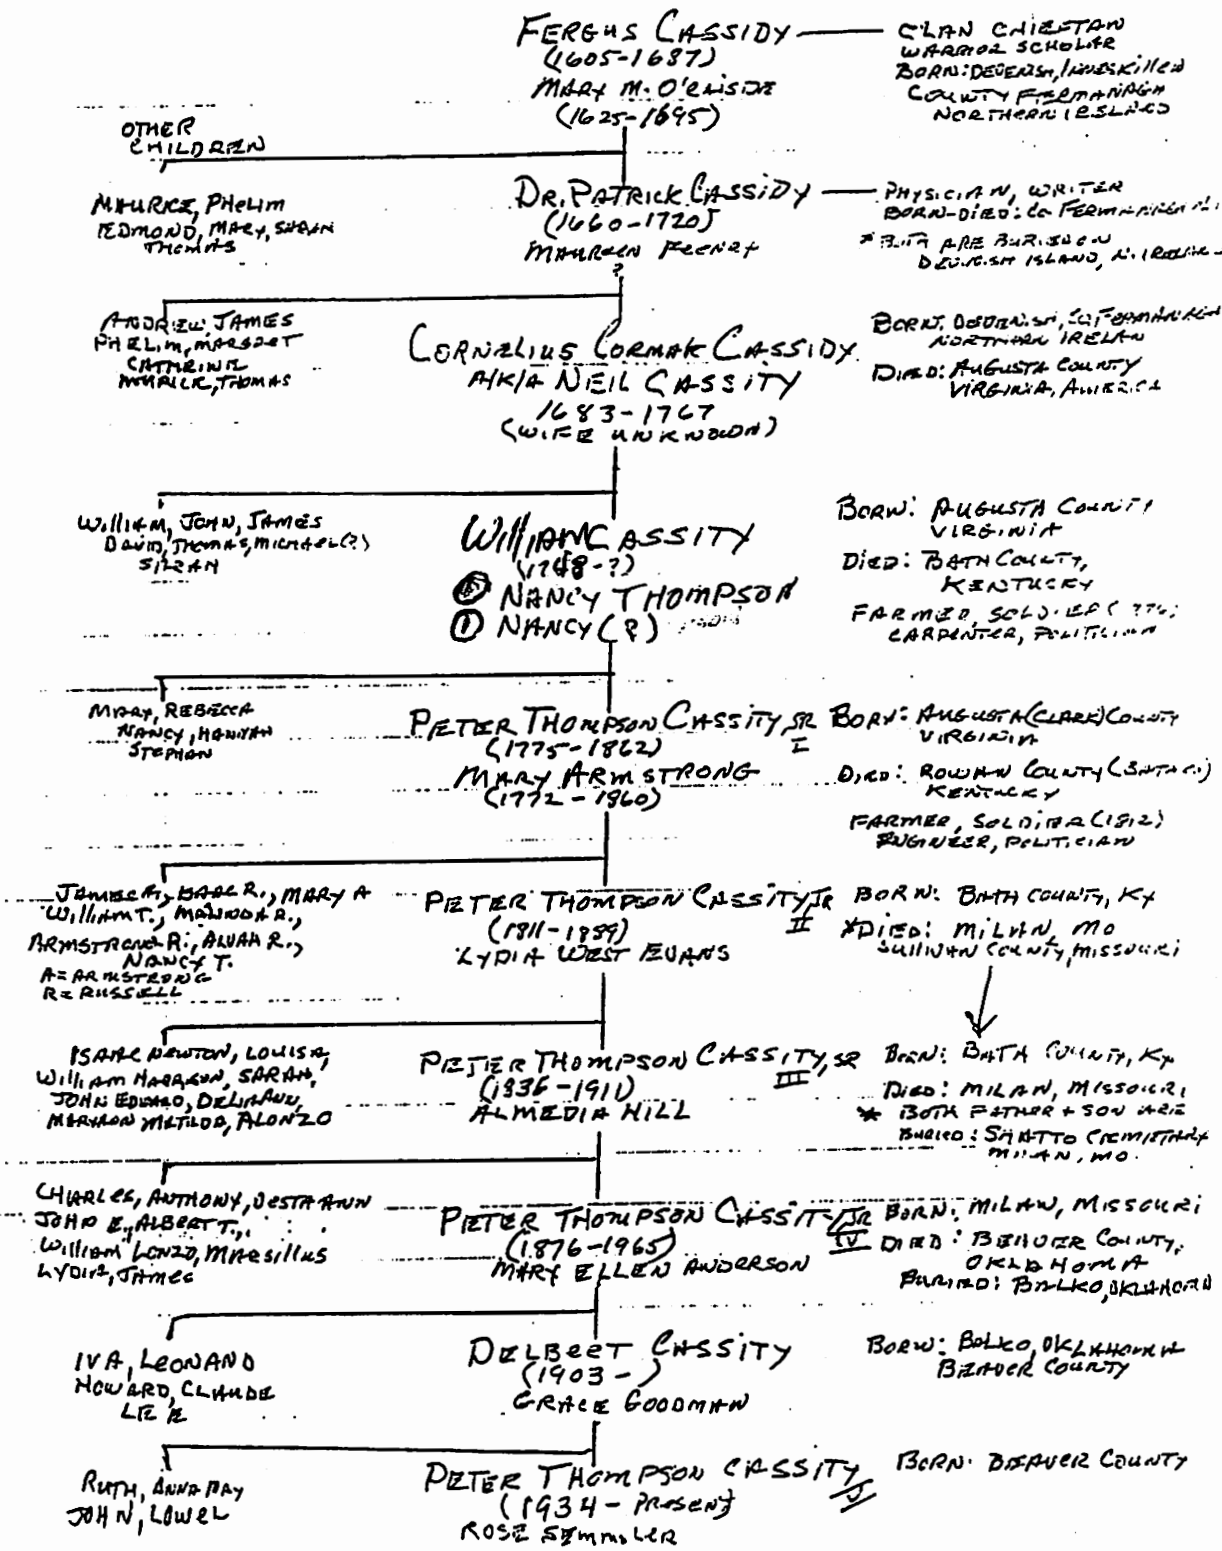 FERGUS CASSIDY
(1605-1687)
MARY M. O'
(1625-1695)
CLAN CHIEFTAN
WARRIOR SCHOLAR
BORN: DEVENISH/INNISKILLEN
COUNTY FERMANAGH
NORTHERN IRELAND
OTHER
CHILDREN
MAURICE, PHELIM
EDMOND, MARY,
THOMAS
DR. PATRICK CASSIDY
(1660-1720)
MAUREEN FEENEY
?
PHYSICIAN, WRITER
BORN-DIED: CO FERMANAGH
* BOTH ARE BURIED ON
DEVENISH ISLAND, N.
ANDREW, JAMES
PHELIM, MARGRET
CATHRINE
THOMAS
CORNELIUS CORMAK CASSIDY
A/K/A NEIL CASSITY
1683-1767
(WIFE UNKNOWN)
BORN: DEVENISH, CO FERMANAGH
NORTHERN IRELAN
DIED: AUGUSTA COUNTY
VIRGINIA, AMERICA
WILLIAM, JOHN, JAMES
DAVID, THOMAS, MICHAEL(?)
WILLIAM CASSITY
(1748-?)
NANCY THOMPSON
① NANCY (?)
BORN: AUGUSTA COUNTY
VIRGINIA
DIED: BATH COUNTY,
KENTUCKY
FARMED, SOLDIER
CARPENTER, POLITICIAN
MARY, REBECCA
NANCY, HANNAH
STEPHAN
PETER THOMPSON CASSITY, SR
I
(1775-1862)
MARY ARMSTRONG
(1772-1860)
BORN: AUGUSTA (CLARK) COUNTY
VIRGINIA
DIED: ROWAN COUNTY (BATH CO.)
KENTUCKY
FARMER, SOLDIER (1812)
ENGINEER, POLITICIAN
JAMES R., ISAAC R., MARY A
WILLIAM T., MALINDA R.,
ARMSTRONG R., ALVAH R.,
NANCY T.
A = ARMSTRONG
R = RUSSELL
PETER THOMPSON CASSITY, JR
II
(1811-1889)
LYDIA WEST EVANS
BORN: BATH COUNTY, KY
*DIED: MILAN, MO
SULLIVAN COUNTY, MISSOURI
ISAAC NEWTON, LOUISA,
WILLIAM HARRISON, SARAH,
JOHN EDWARD,
MATILDA, ALONZO
PETER THOMPSON CASSITY, SR
III
(1836-1911)
ALMEDIA HILL
BORN: BATH COUNTY, KY
DIED: MILAN, MISSOURI
* BOTH FATHER + SON ARE
BURIED: SHATTO CEMISTARY
MILAN, MO.
CHARLES, ANTHONY, DESTA ANN
JOHN E., ALBERT T.,
WILLIAM LONZO, MARSILLUS
LYDIA, JAMES
PETER THOMPSON CASSITY, JR
IV
(1876-1965)
MARY ELLEN ANDERSON
BORN: MILAN, MISSOURI
DIED: BEAVER COUNTY,
OKLAHOMA
BURIED: BALKO, OKLAHOMA
IVA, LEONAND
HOWARD, CLAUDE
LEE
DELBERT CASSITY
(1903- )
GRACE GOODMAN
BORN: BALKO, OKLAHOMA
BEAVER COUNTY
RUTH, ANNA MAY
JOHN, LOWEL
PETER THOMPSON CASSITY
V
(1934-PRESENT)
ROSE SEMMLER
BORN: BEAVER COUNTY